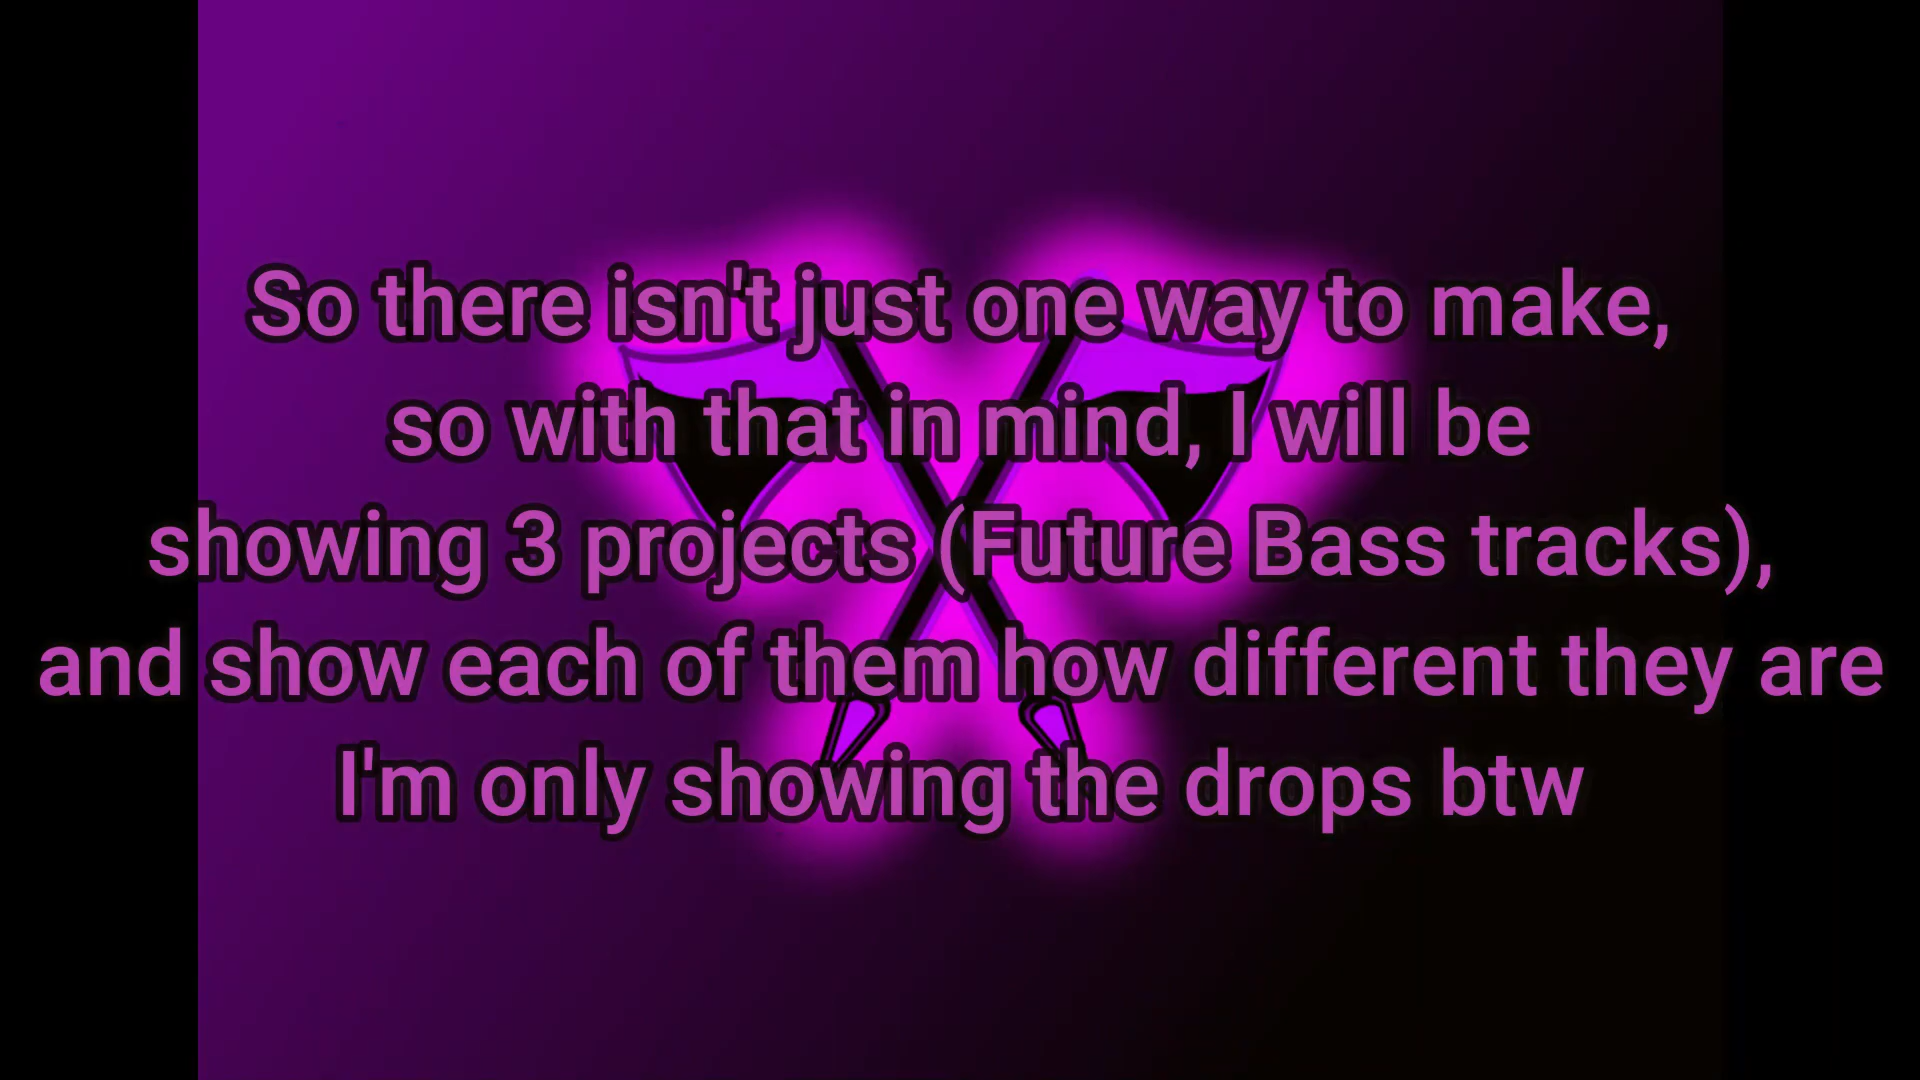 So there isn't just one way to make,
so with that in mind, I will be
showing 3 projects (Future Bass tracks),
and show each of them how different they are
I'm only showing the drops btw